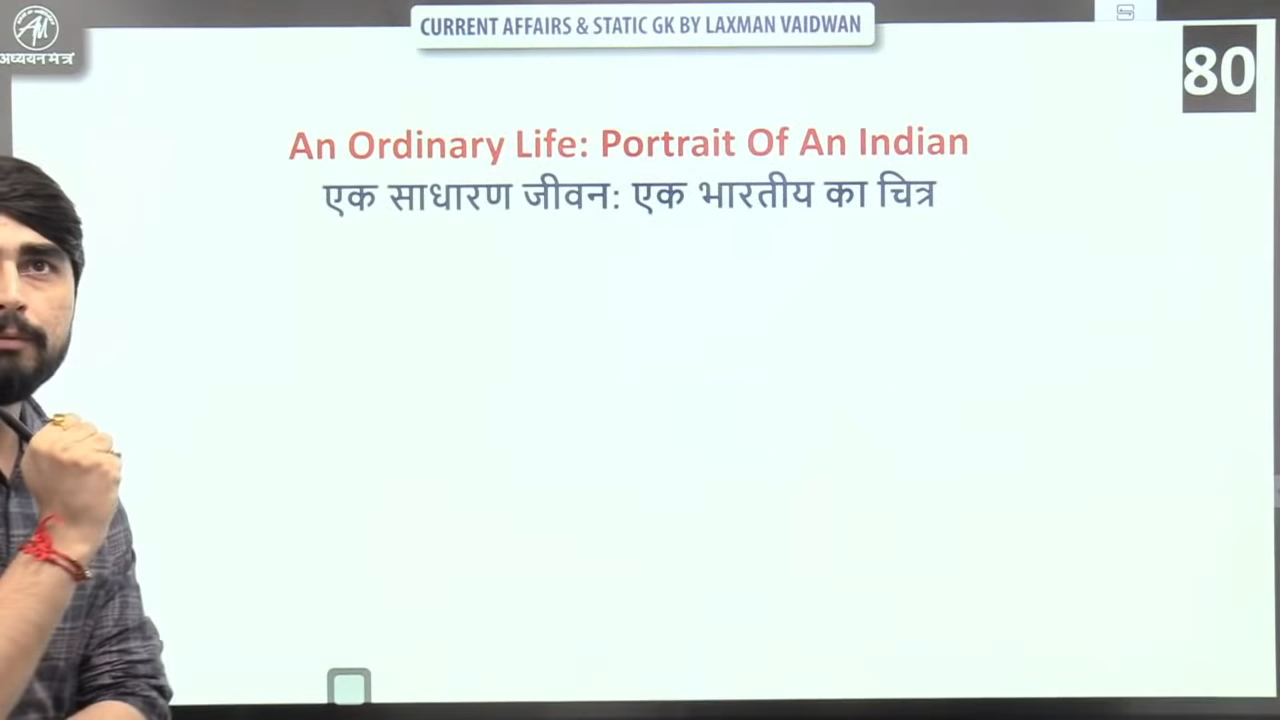 CURRENT AFFAIRS & STATIC GK BY LAXMAN VAIDWAN
80
अध्ययन मंत्र
An Ordinary Life: Portrait Of An Indian
एक साधारण जीवन: एक भारतीय का चित्र